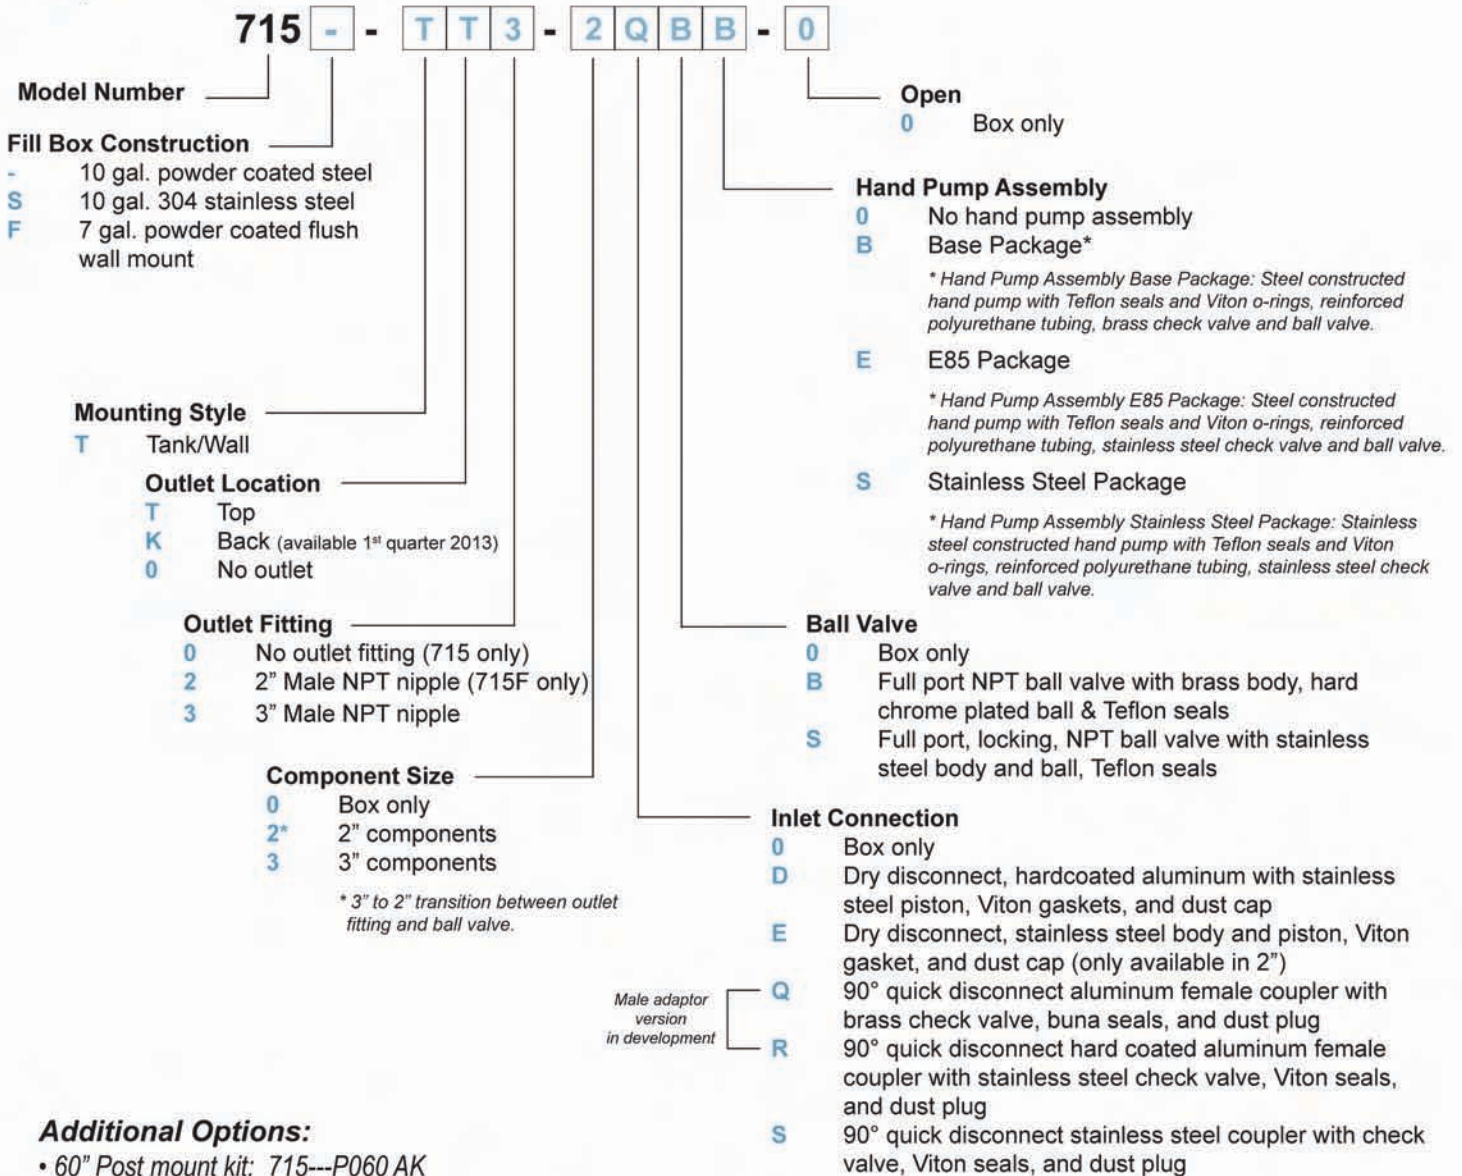 715 - - T T 3 - 2 Q B B - 0
Model Number
Fill Box Construction
- 10 gal. powder coated steel
S 10 gal. 304 stainless steel
F 7 gal. powder coated flush
wall mount
Mounting Style
T Tank/Wall
Outlet Location
T Top
K Back (available 1st quarter 2013)
0 No outlet
Outlet Fitting
0 No outlet fitting (715 only)
2 2” Male NPT nipple (715F only)
3 3” Male NPT nipple
Component Size
0 Box only
2* 2” components
3 3” components
* 3” to 2” transition between outlet
fitting and ball valve.
Open
0 Box only
Hand Pump Assembly
0 No hand pump assembly
B Base Package*
* Hand Pump Assembly Base Package: Steel constructed
hand pump with Teflon seals and Viton o-rings, reinforced
polyurethane tubing, brass check valve and ball valve.
E E85 Package
* Hand Pump Assembly E85 Package: Steel constructed
hand pump with Teflon seals and Viton o-rings, reinforced
polyurethane tubing, stainless steel check valve and ball valve.
S Stainless Steel Package
* Hand Pump Assembly Stainless Steel Package: Stainless
steel constructed hand pump with Teflon seals and Viton
o-rings, reinforced polyurethane tubing, stainless steel check
valve and ball valve.
Ball Valve
0 Box only
B Full port NPT ball valve with brass body, hard
chrome plated ball & Teflon seals
S Full port, locking, NPT ball valve with stainless
steel body and ball, Teflon seals
Inlet Connection
0 Box only
D Dry disconnect, hardcoated aluminum with stainless
steel piston, Viton gaskets, and dust cap
E Dry disconnect, stainless steel body and piston, Viton
gasket, and dust cap (only available in 2”)
Male adaptor
version
in development
Q 90° quick disconnect aluminum female coupler with
brass check valve, buna seals, and dust plug
R 90° quick disconnect hard coated aluminum female
coupler with stainless steel check valve, Viton seals,
and dust plug
S 90° quick disconnect stainless steel coupler with check
valve, Viton seals, and dust plug
Additional Options:
• 60” Post mount kit: 715---P060 AK